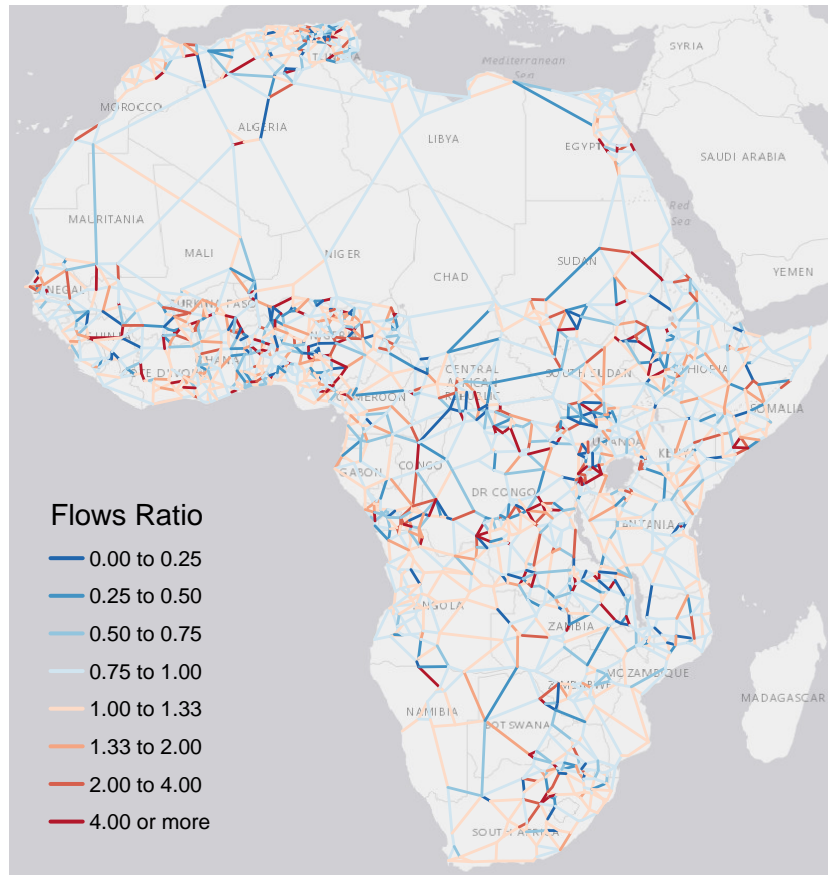 SYRIA
Mediterranean
Sea
MOROCCO
ALGERIA
LIBYA
EGYPT
SAUDI ARABIA
Red
Sea
MAURITANIA
MALI
NIGER
CHAD
SUDAN
YEMEN
CENTRAL
AFRICAN
REPUBLIC
SOUTH SUDAN
ETHIOPIA
SOMALIA
CAMEROON
UGANDA
KENYA
GABON
CONGO
DR CONGO
Flows Ratio
0.00 to 0.25
0.25 to 0.50
0.50 to 0.75
0.75 to 1.00
1.00 to 1.33
1.33 to 2.00
2.00 to 4.00
4.00 or more
ANGOLA
ZAMBIA
MOZAMBIQUE
ZIMBABWE
MADAGASCAR
NAMIBIA
BOTSWANA
SOUTH AFRICA